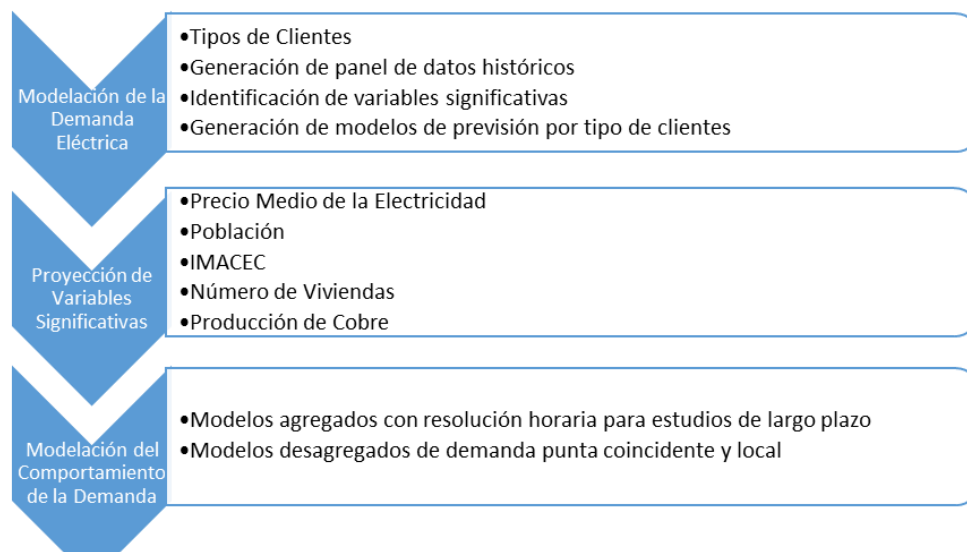 Modelación de la
Demanda
Eléctrica
•Tipos de Clientes
•Generación de panel de datos históricos
•Identificación de variables significativas
•Generación de modelos de previsión por tipo de clientes
Proyección de
Variables
Significativas
•Precio Medio de la Electricidad
•Población
•IMACEC
•Número de Viviendas
•Producción de Cobre
Modelación del
Comportamiento
de la Demanda
•Modelos agregados con resolución horaria para estudios de largo plazo
•Modelos desagregados de demanda punta coincidente y local